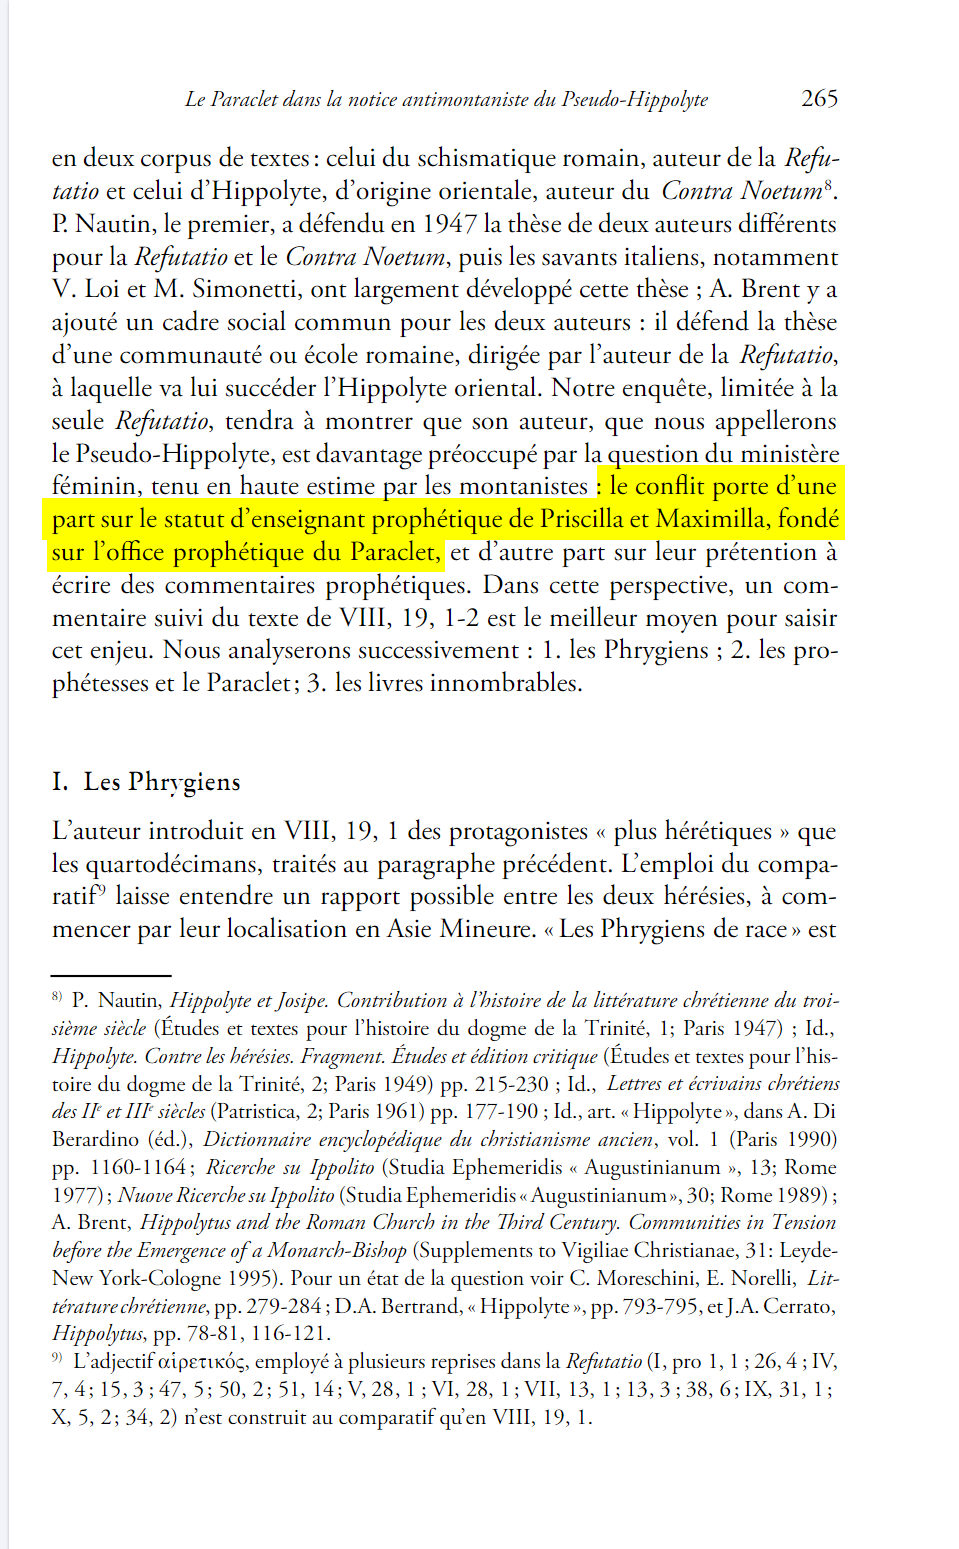 Le Paraclet dans la notice antimontaniste du Pseudo-Hippolyte 265
en deux corpus de textes : celui du schismatique romain, auteur de la Refu-
tatio et celui d’Hippolyte, d’origine orientale, auteur du Contra Noetum⁸.
P. Nautin, le premier, a défendu en 1947 la thèse de deux auteurs différents
pour la Refutatio et le Contra Noetum, puis les savants italiens, notamment
V. Loi et M. Simonetti, ont largement développé cette thèse ; A. Brent y a
ajouté un cadre social commun pour les deux auteurs : il défend la thèse
d’une communauté ou école romaine, dirigée par l’auteur de la Refutatio,
à laquelle va lui succéder l’Hippolyte oriental. Notre enquête, limitée à la
seule Refutatio, tendra à montrer que son auteur, que nous appellerons
le Pseudo-Hippolyte, est davantage préoccupé par la question du ministère
féminin, tenu en haute estime par les montanistes : le conflit porte d’une
part sur le statut d’enseignant prophétique de Priscilla et Maximilla, fondé
sur l’office prophétique du Paraclet, et d’autre part sur leur prétention à
écrire des commentaires prophétiques. Dans cette perspective, un com-
mentaire suivi du texte de VIII, 19, 1-2 est le meilleur moyen pour saisir
cet enjeu. Nous analyserons successivement : 1. les Phrygiens ; 2. les pro-
phétesses et le Paraclet ; 3. les livres innombrables.
I. Les Phrygiens
L’auteur introduit en VIII, 19, 1 des protagonistes « plus hérétiques » que
les quartodécimans, traités au paragraphe précédent. L’emploi du compa-
ratif⁹ laisse entendre un rapport possible entre les deux hérésies, à com-
mencer par leur localisation en Asie Mineure. « Les Phrygiens de race » est
⁸⁾ P. Nautin, Hippolyte et Josipe. Contribution à l’histoire de la littérature chrétienne du troi-
sième siècle (Études et textes pour l’histoire du dogme de la Trinité, 1; Paris 1947) ; Id.,
Hippolyte. Contre les hérésies. Fragment. Études et édition critique (Études et textes pour l’his-
toire du dogme de la Trinité, 2; Paris 1949) pp. 215-230 ; Id., Lettres et écrivains chrétiens
des IIᵉ et IIIᵉ siècles (Patristica, 2; Paris 1961) pp. 177-190 ; Id., art. « Hippolyte », dans A. Di
Berardino (éd.), Dictionnaire encyclopédique du christianisme ancien, vol. 1 (Paris 1990)
pp. 1160-1164 ; Ricerche su Ippolito (Studia Ephemeridis « Augustinianum », 13; Rome
1977) ; Nuove Ricerche su Ippolito (Studia Ephemeridis « Augustinianum », 30; Rome 1989) ;
A. Brent, Hippolytus and the Roman Church in the Third Century. Communities in Tension
before the Emergence of a Monarch-Bishop (Supplements to Vigiliae Christianae, 31: Leyde-
New York-Cologne 1995). Pour un état de la question voir C. Moreschini, E. Norelli, Lit-
térature chrétienne, pp. 279-284 ; D.A. Bertrand, « Hippolyte », pp. 793-795, et J.A. Cerrato,
Hippolytus, pp. 78-81, 116-121.
⁹⁾ L’adjectif αἱρετικός, employé à plusieurs reprises dans la Refutatio (I, pro 1, 1 ; 26, 4 ; IV,
7, 4 ; 15, 3 ; 47, 5; 50, 2; 51, 14 ; V, 28, 1 ; VI, 28, 1 ; VII, 13, 1 ; 13, 3 ; 38, 6 ; IX, 31, 1 ;
X, 5, 2 ; 34, 2) n’est construit au comparatif qu’en VIII, 19, 1.